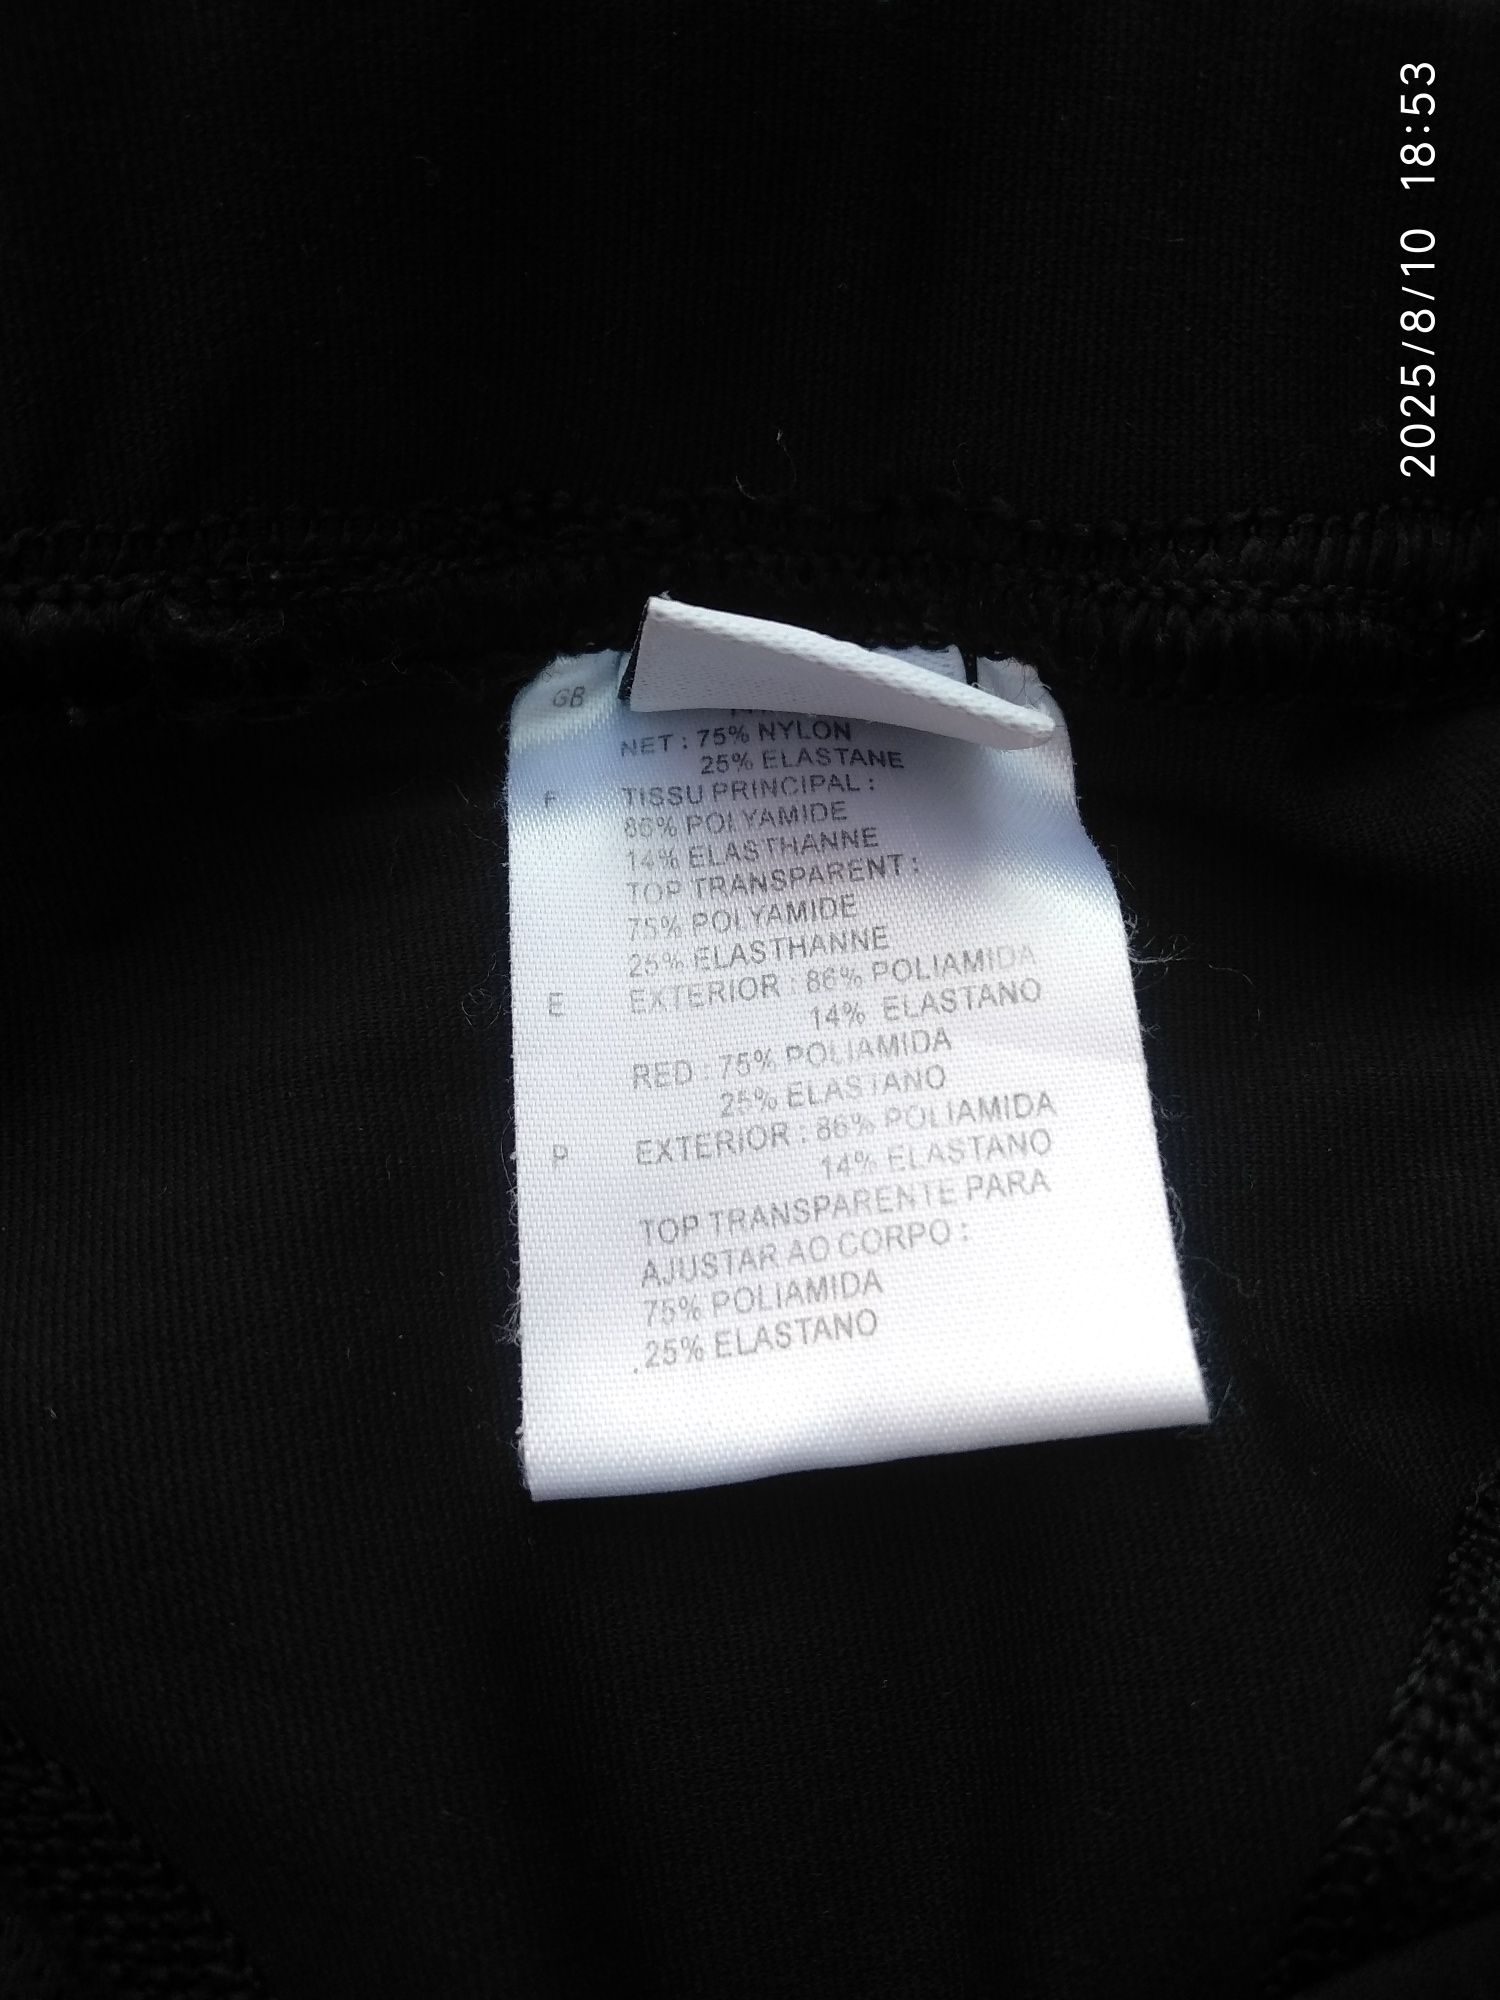 2025/8/10 18:53
GB
NET : 75% NYLON
25% ELASTANE
F TISSU PRINCIPAL :
86% POLYAMIDE
14% ELASTHANNE
TOP TRANSPARENT :
75% POLYAMIDE
25% ELASTHANNE
E EXTERIOR : 86% POLIAMIDA
14% ELASTANO
RED : 75% POLIAMIDA
25% ELASTANO
P EXTERIOR : 86% POLIAMIDA
14% ELASTANO
TOP TRANSPARENTE PARA
AJUSTAR AO CORPO :
75% POLIAMIDA
.25% ELASTANO